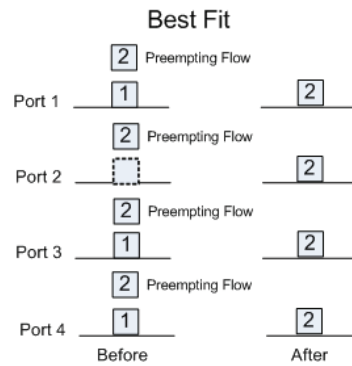 Best Fit
2 Preempting Flow
Port 1 1 2
2 Preempting Flow
Port 2 2
2 Preempting Flow
Port 3 1 2
2 Preempting Flow
Port 4 1 2
Before After